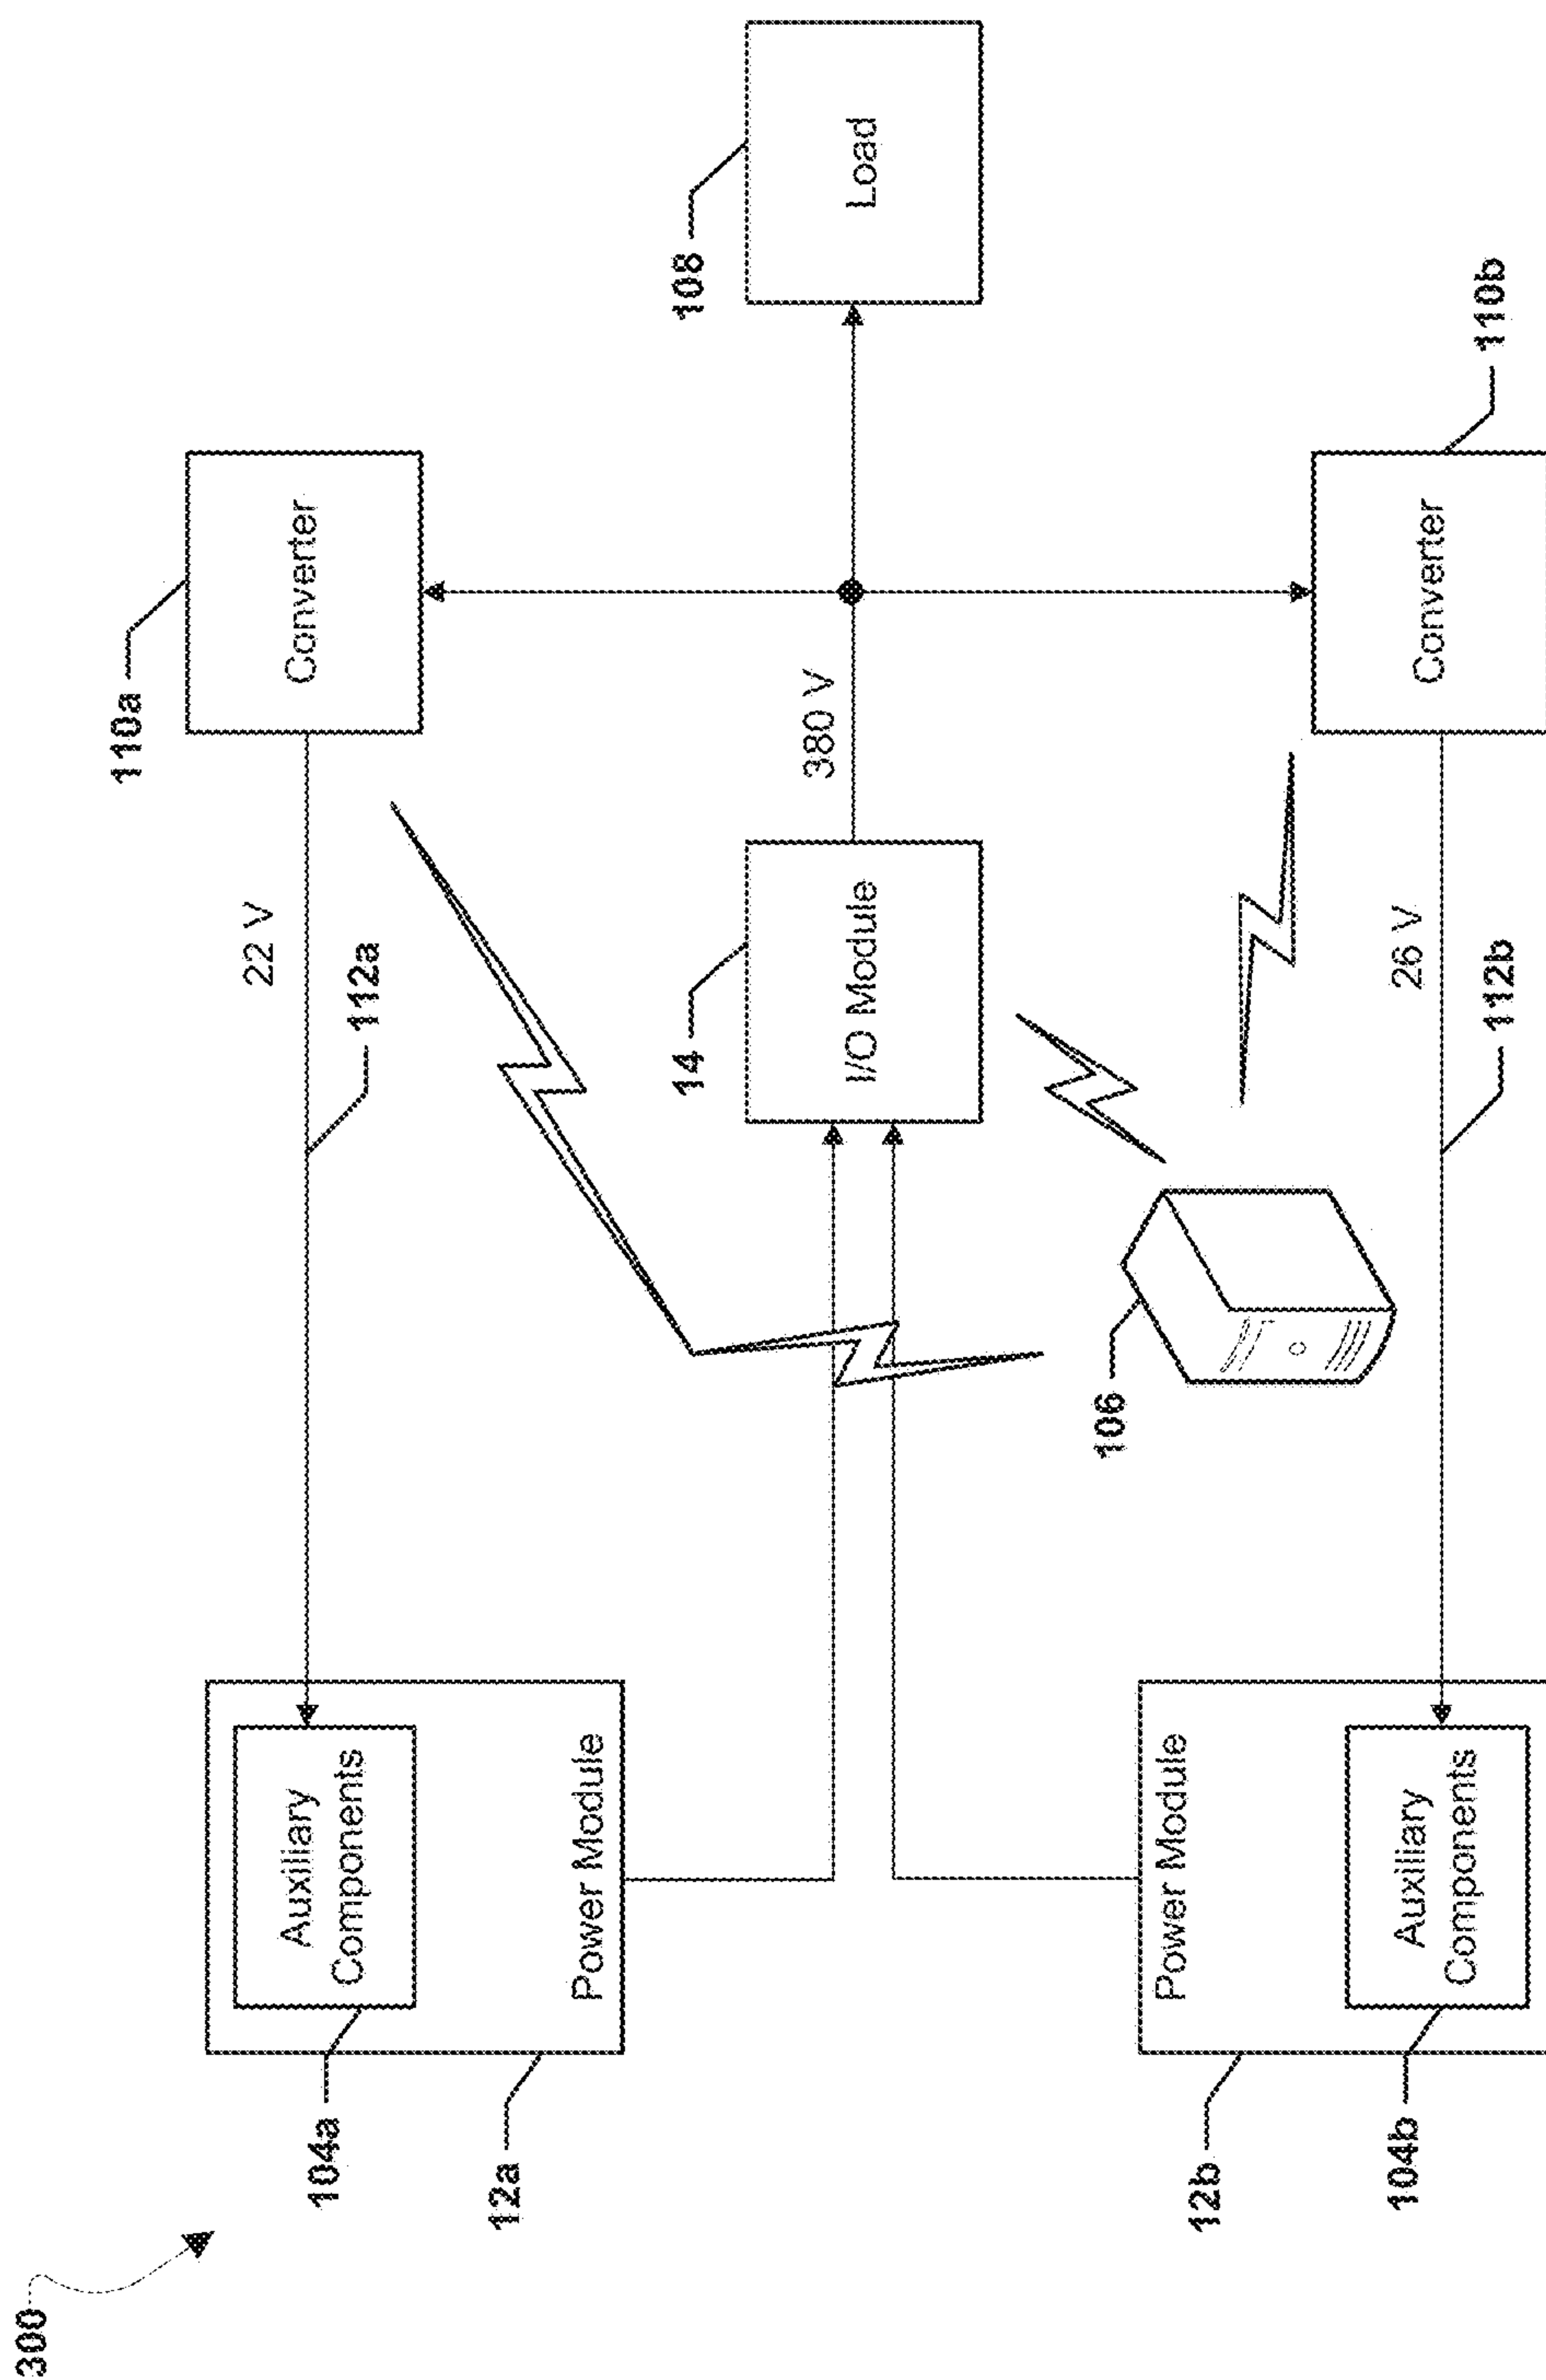 300
104a
12a
Auxiliary
Components
Power Module
22 V
112a
110a
Converter
14
I/O Module
380 V
108
Load
106
12b
104b
Power Module
Auxiliary
Components
26 V
112b
Converter
110b